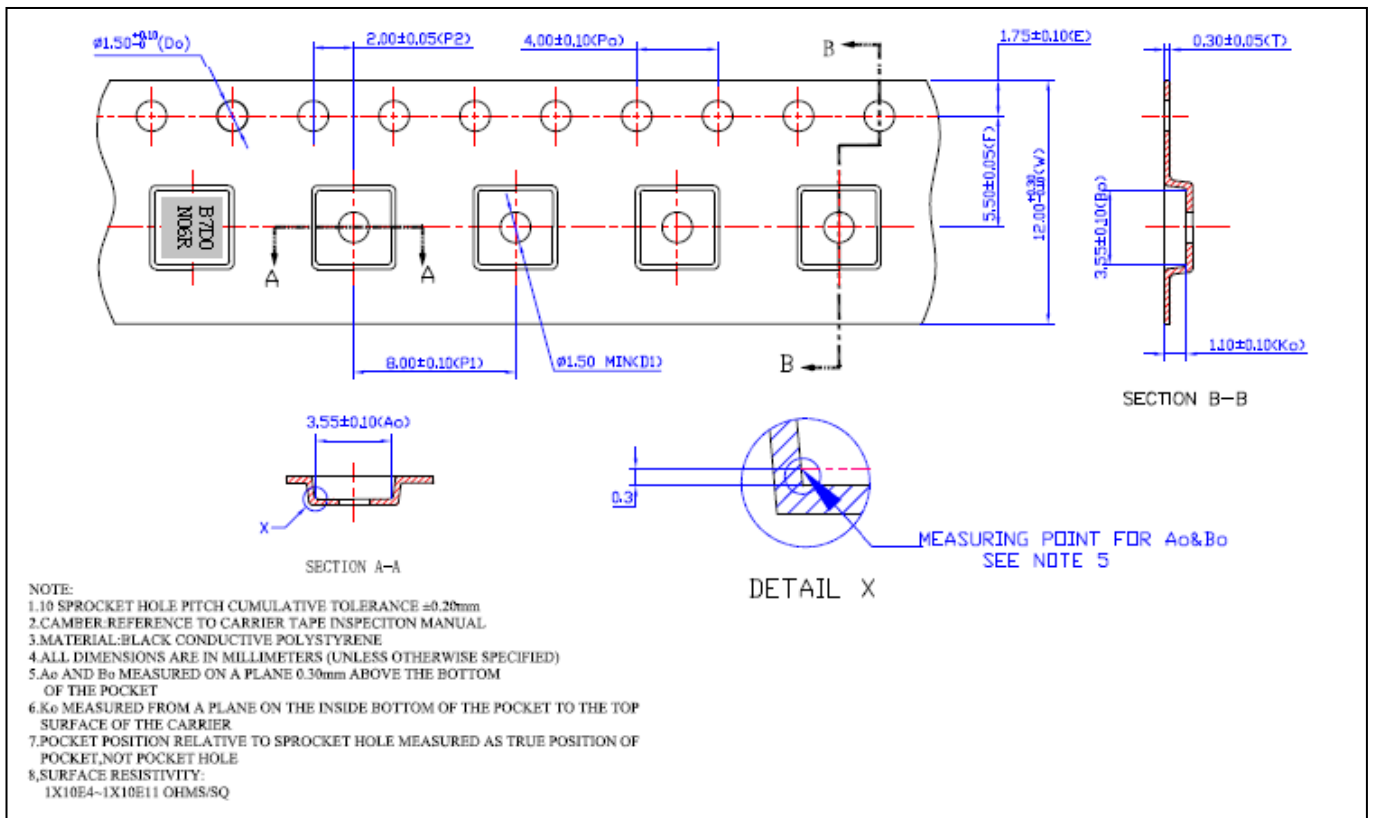 ø1.50+0.10-0(Do)
2.00±0.05(P2)
4.00±0.10(Po)
B
1.75±0.10(E)
0.30±0.05(T)
5.50±0.05(F)
12.00+0.30-0.10(W)
3.55±0.10(Bo)
B7D0
N06R
A
A
8.00±0.10(P1)
ø1.50 MIN(D1)
B
1.10±0.10(Ko)
SECTION B-B
3.55±0.10(Ao)
X
SECTION A-A
0.3
MEASURING POINT FOR Ao&Bo
SEE NOTE 5
DETAIL X
NOTE:
1.10 SPROCKET HOLE PITCH CUMULATIVE TOLERANCE ±0.20mm
2.CAMBER:REFERENCE TO CARRIER TAPE INSPECITON MANUAL
3.MATERIAL:BLACK CONDUCTIVE POLYSTYRENE
4.ALL DIMENSIONS ARE IN MILLIMETERS (UNLESS OTHERWISE SPECIFIED)
5.Ao AND Bo MEASURED ON A PLANE 0.30mm ABOVE THE BOTTOM
OF THE POCKET
6.Ko MEASURED FROM A PLANE ON THE INSIDE BOTTOM OF THE POCKET TO THE TOP
SURFACE OF THE CARRIER
7.POCKET POSITION RELATIVE TO SPROCKET HOLE MEASURED AS TRUE POSITION OF
POCKET,NOT POCKET HOLE
8,SURFACE RESISTIVITY:
1X10E4~1X10E11 OHMS/SQ